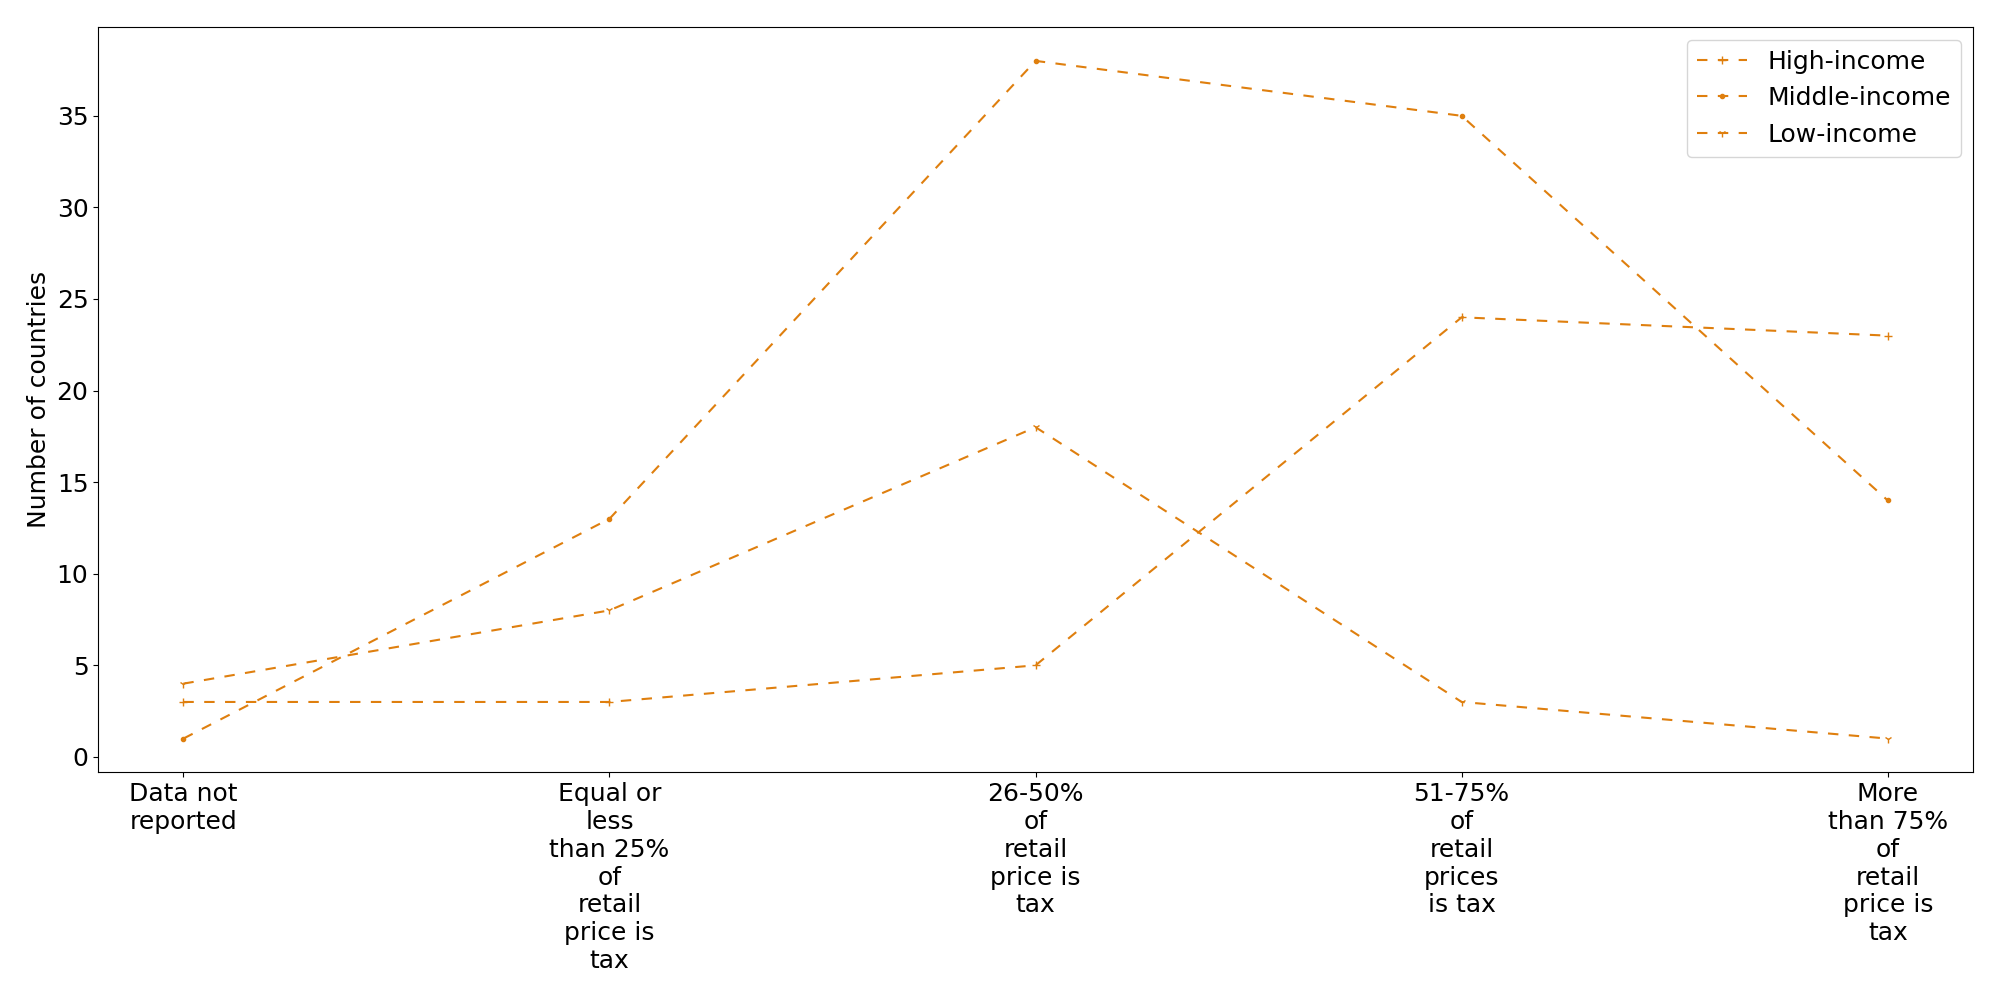 High-income
Middle-income
Low-income
Number of countries
35
30
25
20
15
10
5
0
Data not
reported
Equal or
less
than 25%
of
retail
price is
tax
26-50%
of
retail
price is
tax
51-75%
of
retail
prices
is tax
More
than 75%
of
retail
price is
tax